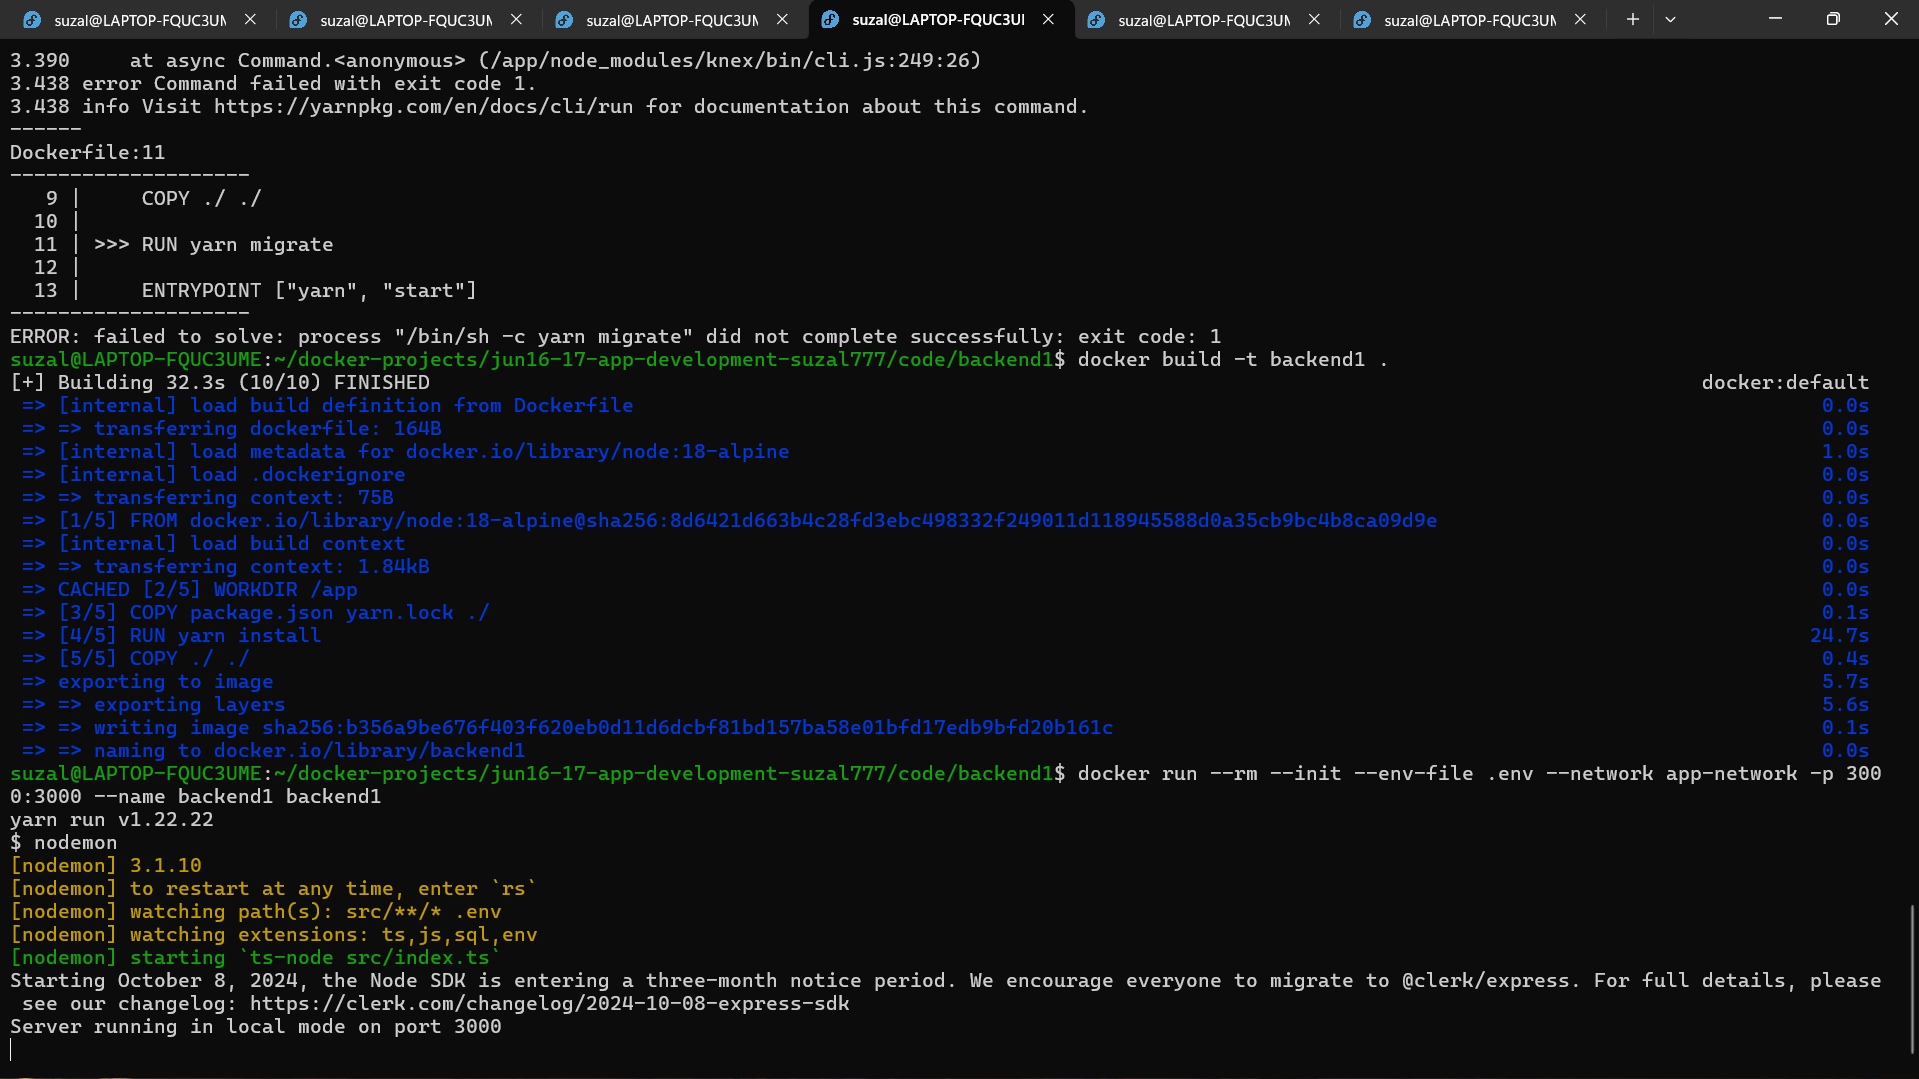 suzal@LAPTOP-FQUC3UM
suzal@LAPTOP-FQUC3UM
suzal@LAPTOP-FQUC3UM
suzal@LAPTOP-FQUC3UI
suzal@LAPTOP-FQUC3UM
suzal@LAPTOP-FQUC3UM
3.390     at async Command.<anonymous> (/app/node_modules/knex/bin/cli.js:249:26)
3.438 error Command failed with exit code 1.
3.438 info Visit https://yarnpkg.com/en/docs/cli/run for documentation about this command.
------
Dockerfile:11
--------------------
   9 |     COPY ./ ./
  10 |
  11 | >>> RUN yarn migrate
  12 |
  13 |     ENTRYPOINT ["yarn", "start"]
--------------------
ERROR: failed to solve: process "/bin/sh -c yarn migrate" did not complete successfully: exit code: 1
suzal@LAPTOP-FQUC3UME:~/docker-projects/jun16-17-app-development-suzal777/code/backend1$ docker build -t backend1 .
[+] Building 32.3s (10/10) FINISHED docker:default
 => [internal] load build definition from Dockerfile 0.0s
 => => transferring dockerfile: 164B 0.0s
 => [internal] load metadata for docker.io/library/node:18-alpine 1.0s
 => [internal] load .dockerignore 0.0s
 => => transferring context: 75B 0.0s
 => [1/5] FROM docker.io/library/node:18-alpine@sha256:8d6421d663b4c28fd3ebc498332f249011d118945588d0a35cb9bc4b8ca09d9e 0.0s
 => [internal] load build context 0.0s
 => => transferring context: 1.84kB 0.0s
 => CACHED [2/5] WORKDIR /app 0.0s
 => [3/5] COPY package.json yarn.lock ./ 0.1s
 => [4/5] RUN yarn install 24.7s
 => [5/5] COPY ./ ./ 0.4s
 => exporting to image 5.7s
 => => exporting layers 5.6s
 => => writing image sha256:b356a9be676f403f620eb0d11d6dcbf81bd157ba58e01bfd17edb9bfd20b161c 0.1s
 => => naming to docker.io/library/backend1 0.0s
suzal@LAPTOP-FQUC3UME:~/docker-projects/jun16-17-app-development-suzal777/code/backend1$ docker run --rm --init --env-file .env --network app-network -p 300
0:3000 --name backend1 backend1
yarn run v1.22.22
$ nodemon
[nodemon] 3.1.10
[nodemon] to restart at any time, enter `rs`
[nodemon] watching path(s): src/**/* .env
[nodemon] watching extensions: ts,js,sql,env
[nodemon] starting `ts-node src/index.ts`
Starting October 8, 2024, the Node SDK is entering a three-month notice period. We encourage everyone to migrate to @clerk/express. For full details, please
 see our changelog: https://clerk.com/changelog/2024-10-08-express-sdk
Server running in local mode on port 3000